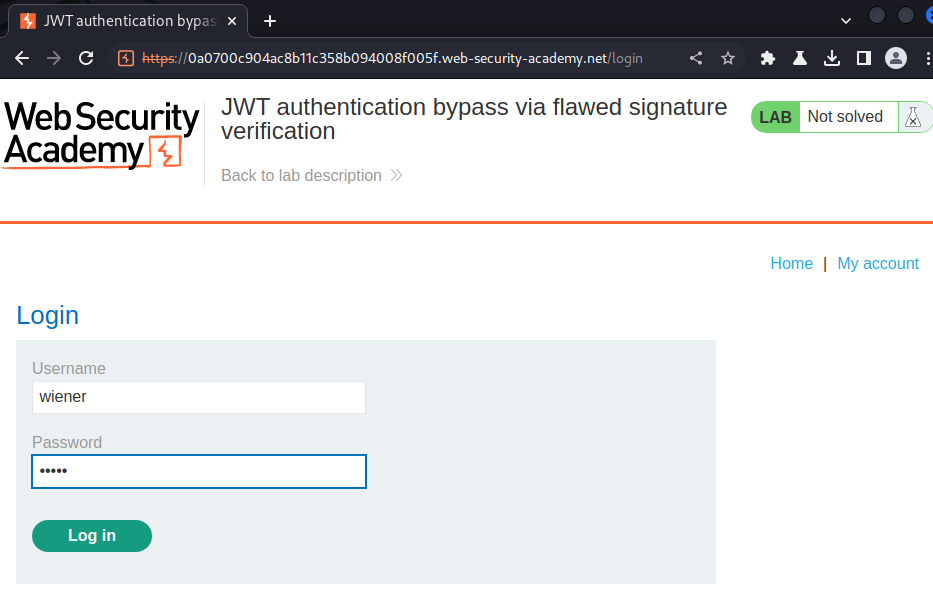 JWT authentication bypas
https://0a0700c904ac8b11c358b094008f005f.web-security-academy.net/login
Web Security
Academy
JWT authentication bypass via flawed signature
verification
Back to lab description
LAB Not solved
Home | My account
Login
Username
wiener
Password
•••••
Log in